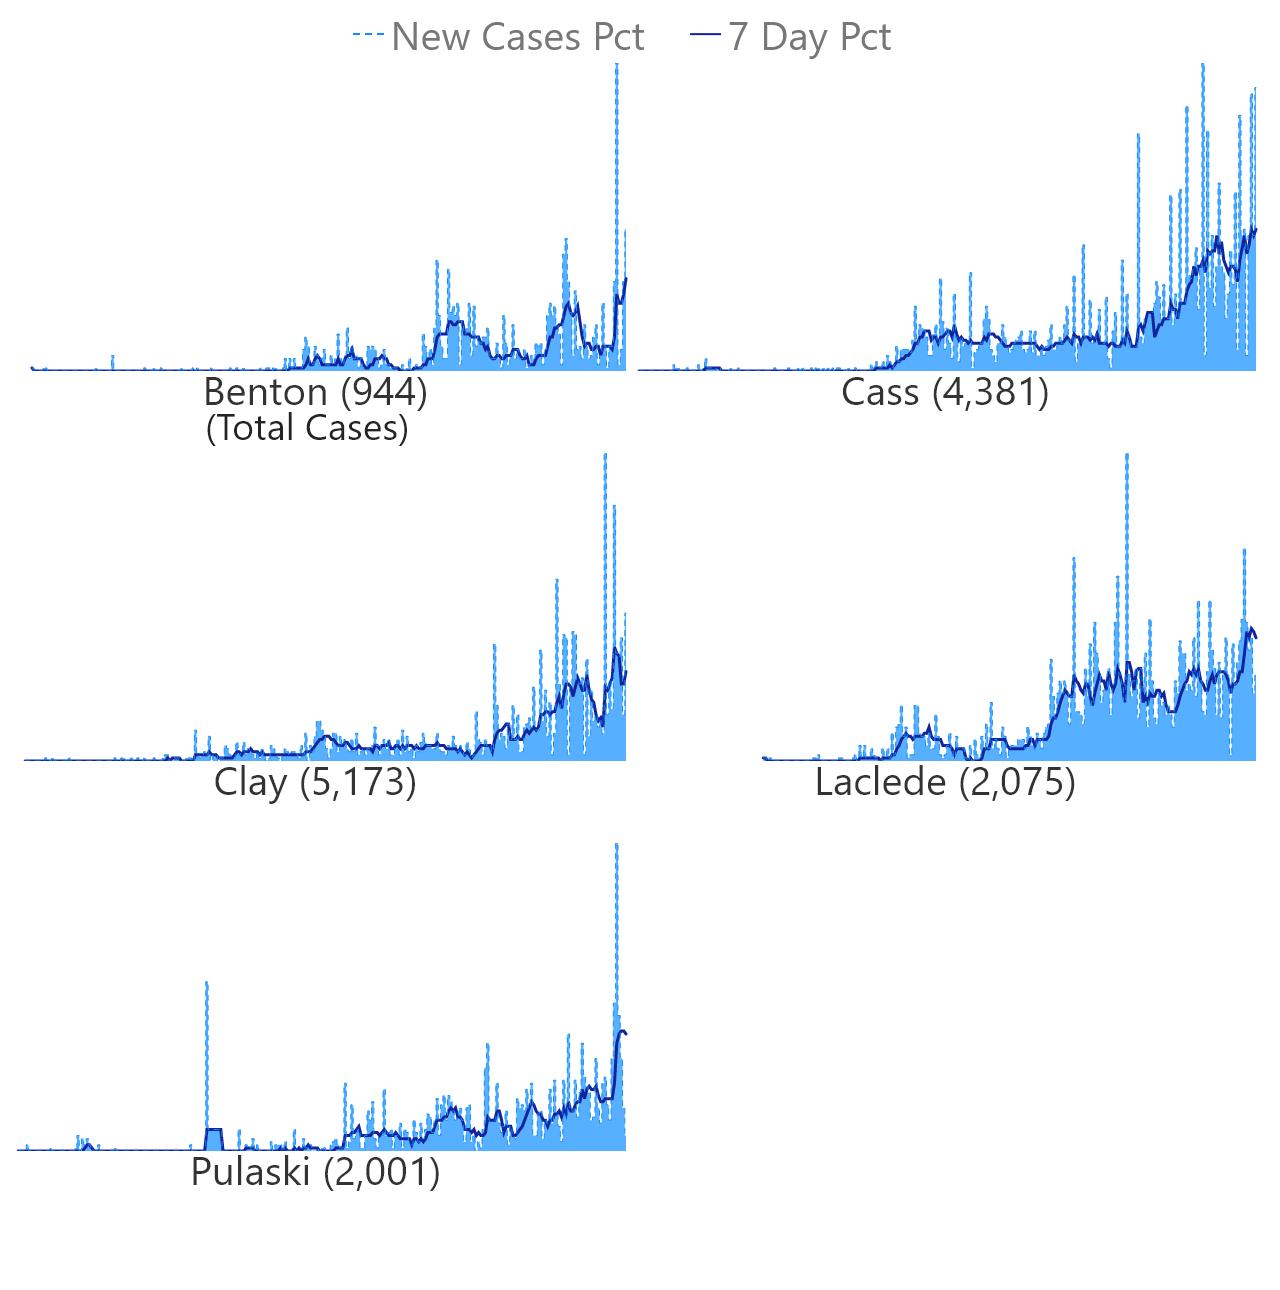 New Cases Pct 7 Day Pct
Benton (944) Cass (4,381)
(Total Cases)
Clay (5,173) Laclede (2,075)
Pulaski (2,001)